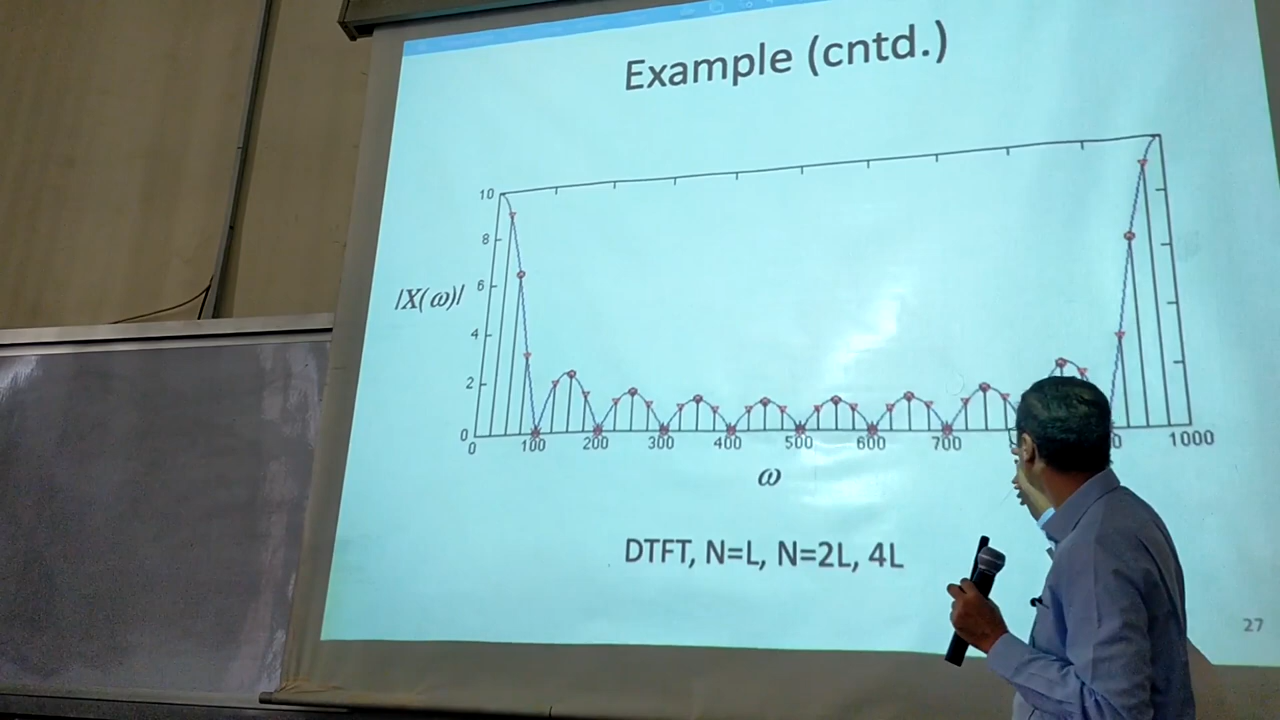 Example (cntd.)
10
8
|X(ω)|
6
4
2
0
0 100 200 300 400 500 600 700 1000
ω
DTFT, N=L, N=2L, 4L
27